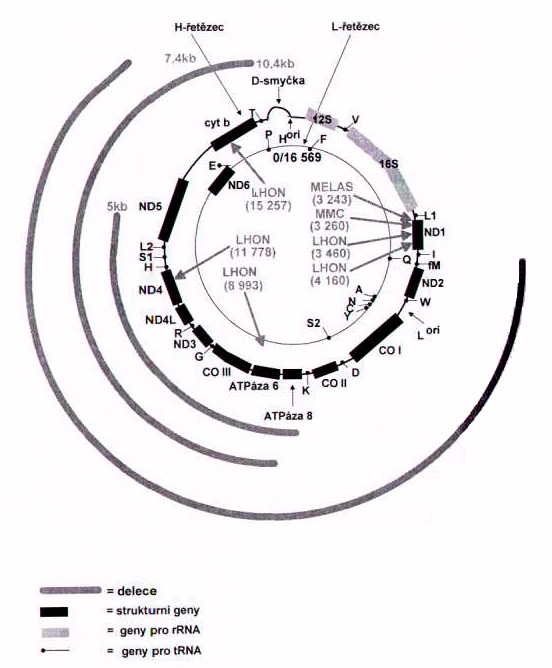 H-řetězec
L-řetězec
7,4kb
10,4kb
D-smyčka
12S
T
V
cyt b
H ori
P
F
0/16 569
16S
E
ND6
LHON
(15 257)
MELAS
(3 243)
L1
MMC
(3 260)
ND1
ND5
5kb
LHON
(3 460)
L2
S1
H
LHON
(11 778)
Q
I
fM
LHON
(4 160)
LHON
(8 993)
ND2
ND4
A
N
C
Y
W
L ori
ND4L
R
ND3
S2
G
CO I
CO III
D
ATPáza 6
K
CO II
ATPáza 8
= delece
= strukturni geny
= geny pro rRNA
= geny pro tRNA